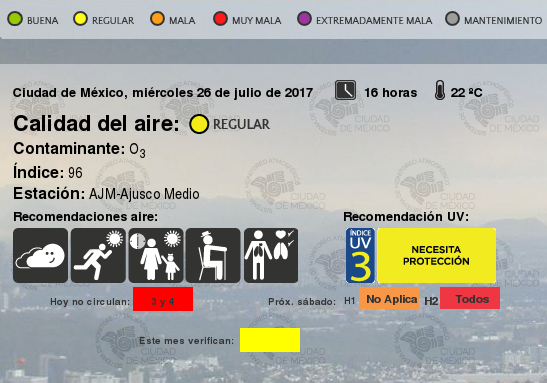 BUENA REGULAR MALA MUY MALA EXTREMADAMENTE MALA MANTENIMIENTO
Ciudad de México, miércoles 26 de julio de 2017 16 horas 22 ºC
Calidad del aire: REGULAR
Contaminante: O3
Índice: 96
Estación: AJM-Ajusco Medio
Recomendaciones aire: Recomendación UV:
ÍNDICE
UV
3
NECESITA
PROTECCIÓN
Hoy no circulan: 3 y 4 Próx. sábado: H1 No Aplica H2 Todos
Este mes verifican:
CIUDAD
DE MÉXICO